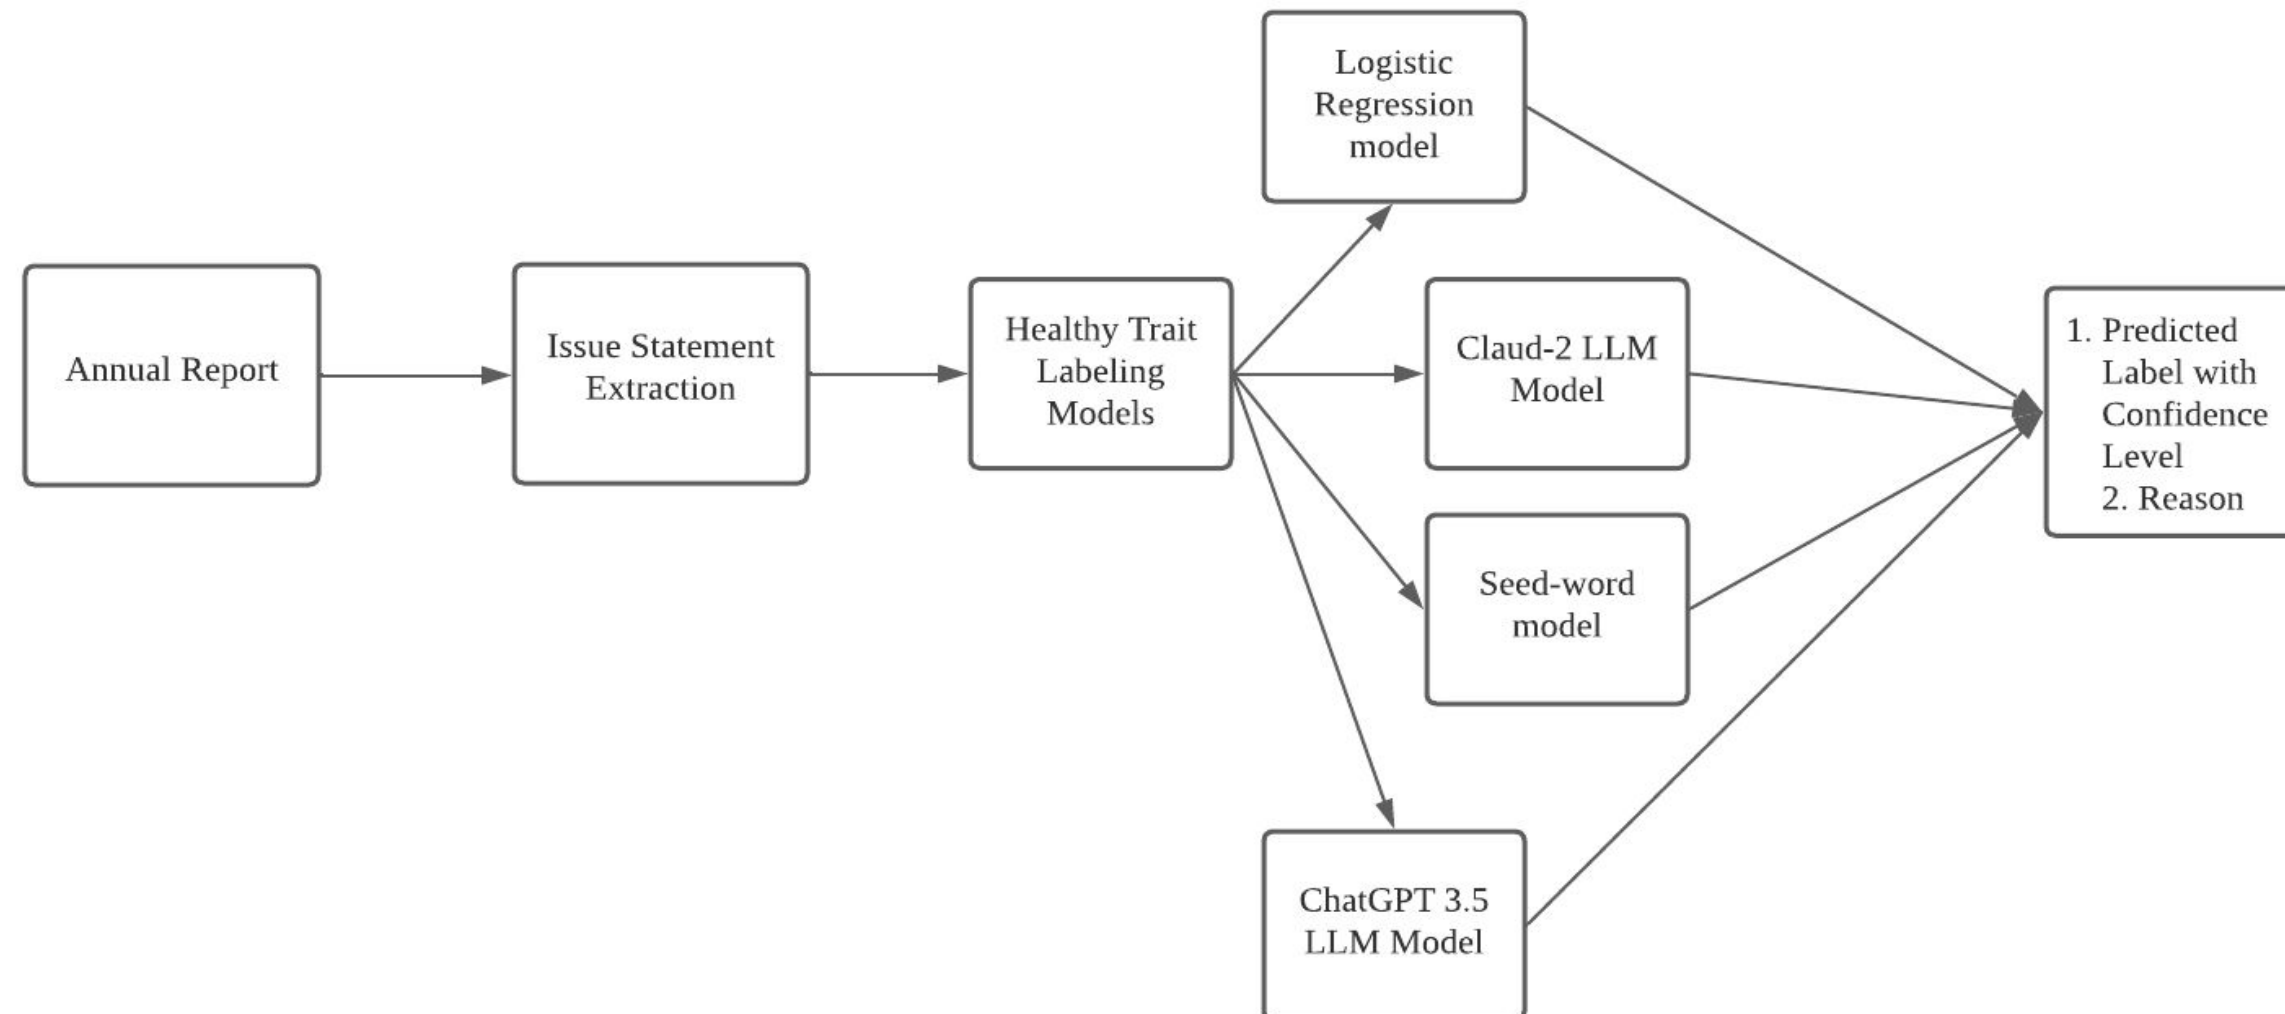 Annual Report
Issue Statement
Extraction
Healthy Trait
Labeling
Models
Logistic
Regression
model
Claud-2 LLM
Model
Seed-word
model
ChatGPT 3.5
LLM Model
1. Predicted
Label with
Confidence
Level
2. Reason